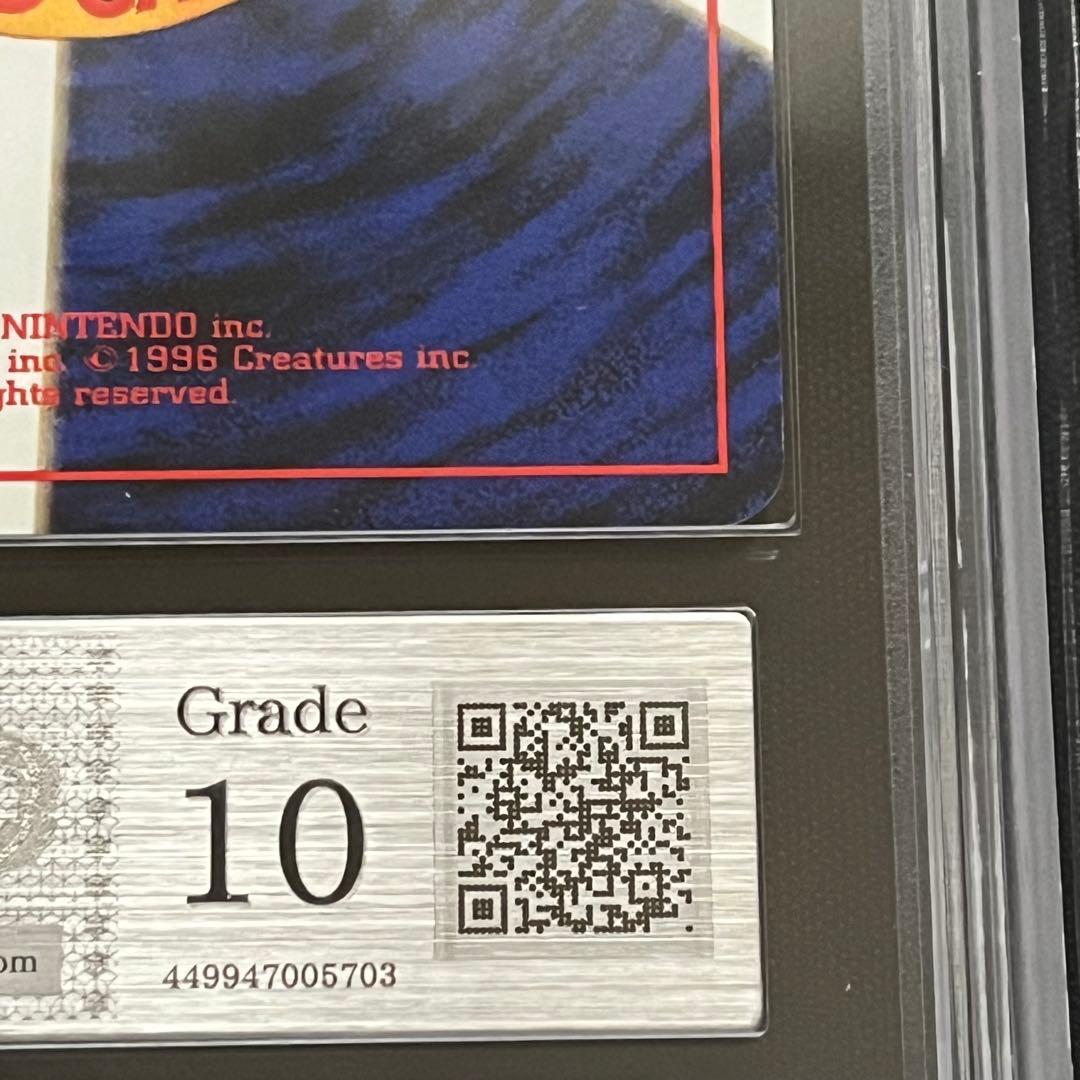 NINTENDO inc.
inc. ©1996 Creatures inc.
ghts reserved.
Grade
10
om
449947005703